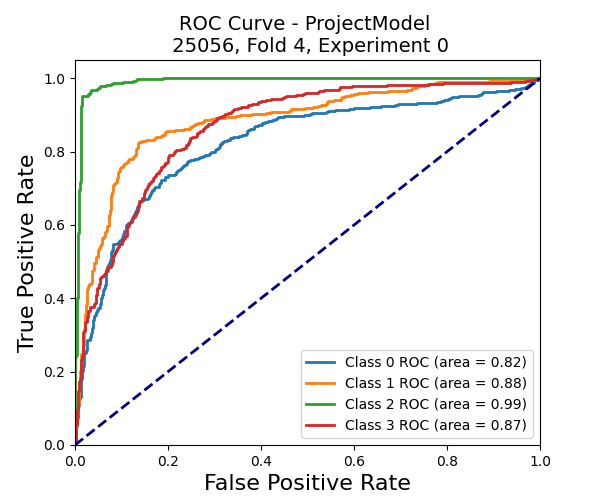 ROC Curve - ProjectModel
25056, Fold 4, Experiment 0
True Positive Rate
1.0
0.8
0.6
0.4
0.2
0.0
0.0 0.2 0.4 0.6 0.8 1.0
False Positive Rate
Class 0 ROC (area = 0.82)
Class 1 ROC (area = 0.88)
Class 2 ROC (area = 0.99)
Class 3 ROC (area = 0.87)